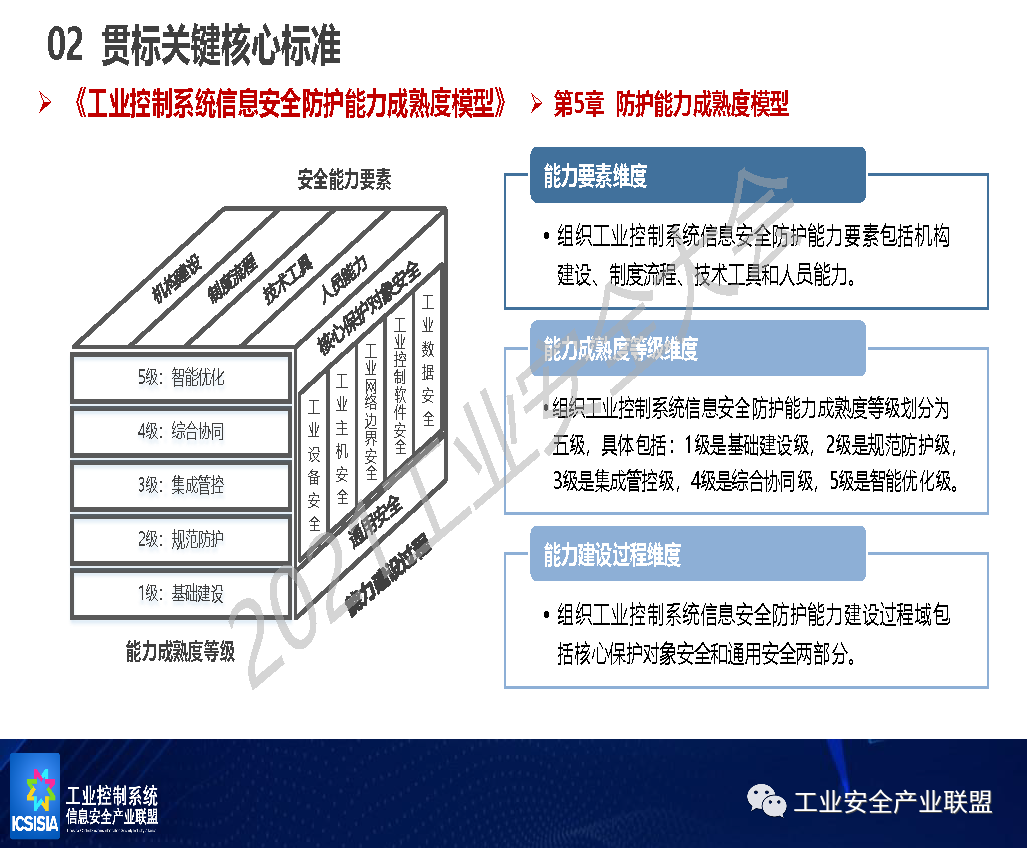 02 贯标关键核心标准
《工业控制系统信息安全防护能力成熟度模型》
第5章 防护能力成熟度模型
安全能力要素
机构建设
制度流程
技术工具
人员能力
核心保护对象安全
工业设备安全
工业主机安全
工业网络边界安全
工业控制软件安全
工业数据安全
通用安全
能力建设过程
5级：智能优化
4级：综合协同
3级：集成管控
2级：规范防护
1级：基础建设
能力成熟度等级
能力要素维度
• 组织工业控制系统信息安全防护能力要素包括机构
建设、制度流程、技术工具和人员能力。
能力成熟度等级维度
• 组织工业控制系统信息安全防护能力成熟度等级划分为
五级，具体包括：1级是基础建设级，2级是规范防护级，
3级是集成管控级，4级是综合协同级，5级是智能优化级。
能力建设过程维度
• 组织工业控制系统信息安全防护能力建设过程域包
括核心保护对象安全和通用安全两部分。
2021工业安全大会
ICSISIA
工业控制系统
信息安全产业联盟
工业安全产业联盟